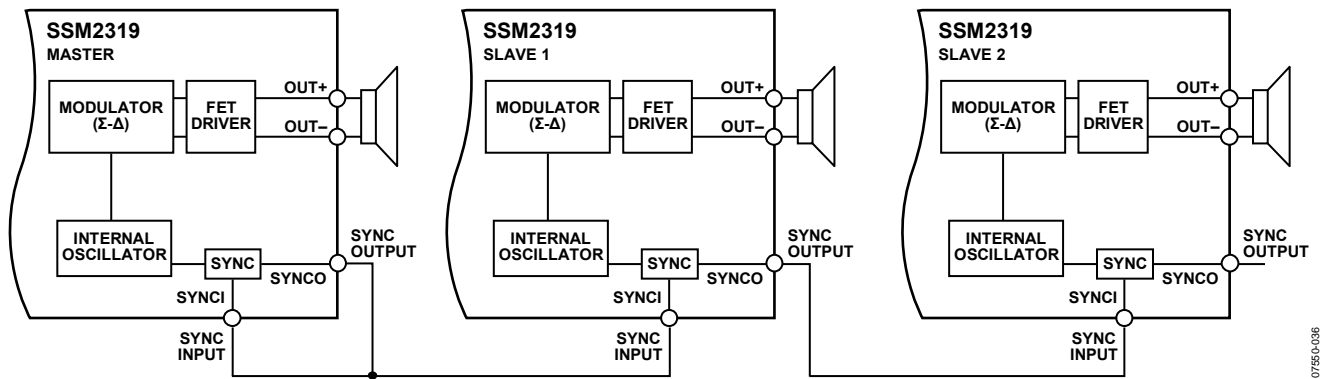 SSM2319
MASTER
MODULATOR
(Σ-Δ)
FET
DRIVER
OUT+
OUT–
INTERNAL
OSCILLATOR
SYNC
SYNCO
SYNC
OUTPUT
SYNCI
SYNC
INPUT
SSM2319
SLAVE 1
MODULATOR
(Σ-Δ)
FET
DRIVER
OUT+
OUT–
INTERNAL
OSCILLATOR
SYNC
SYNCO
SYNC
OUTPUT
SYNCI
SYNC
INPUT
SSM2319
SLAVE 2
MODULATOR
(Σ-Δ)
FET
DRIVER
OUT+
OUT–
INTERNAL
OSCILLATOR
SYNC
SYNCO
SYNC
OUTPUT
SYNCI
SYNC
INPUT
07550-036